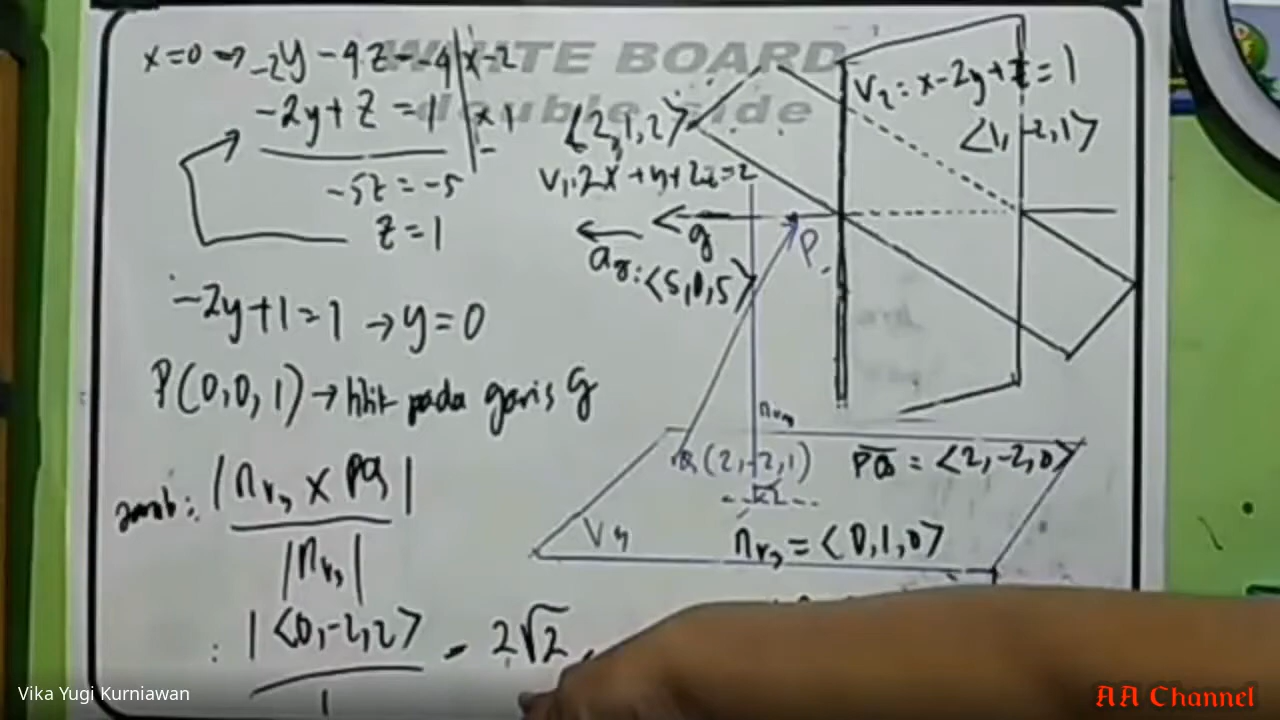 WHITE BOARD
double side
x=0 → -2y - 4z = -4 | x-2
-2y + z = 1 | x1
-5z = -5
z = 1
-2y+1=1 → y=0
P(0,0,1) → titik pada garis g
|n_v₃ × PQ|
|n_v₃|
: |<0,-2,2>
1
= 2√2
V₂: x-2y+z=1
<1,-2,1>
<2,1,2>
V₁: 2x+y+2z=2
g
P
a_g: <5,0,5>
Q(2,-2,1)
PQ = <2,-2,0>
V₃
n_v₃ = <0,1,0>
Vika Yugi Kurniawan
AA Channel